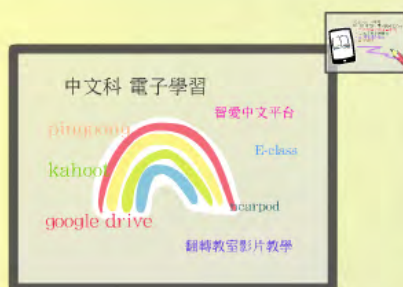 中文科 電子學習
智愛中文平台
pingpong
E-class
kahoot
nearpod
google drive
翻轉教室影片教學